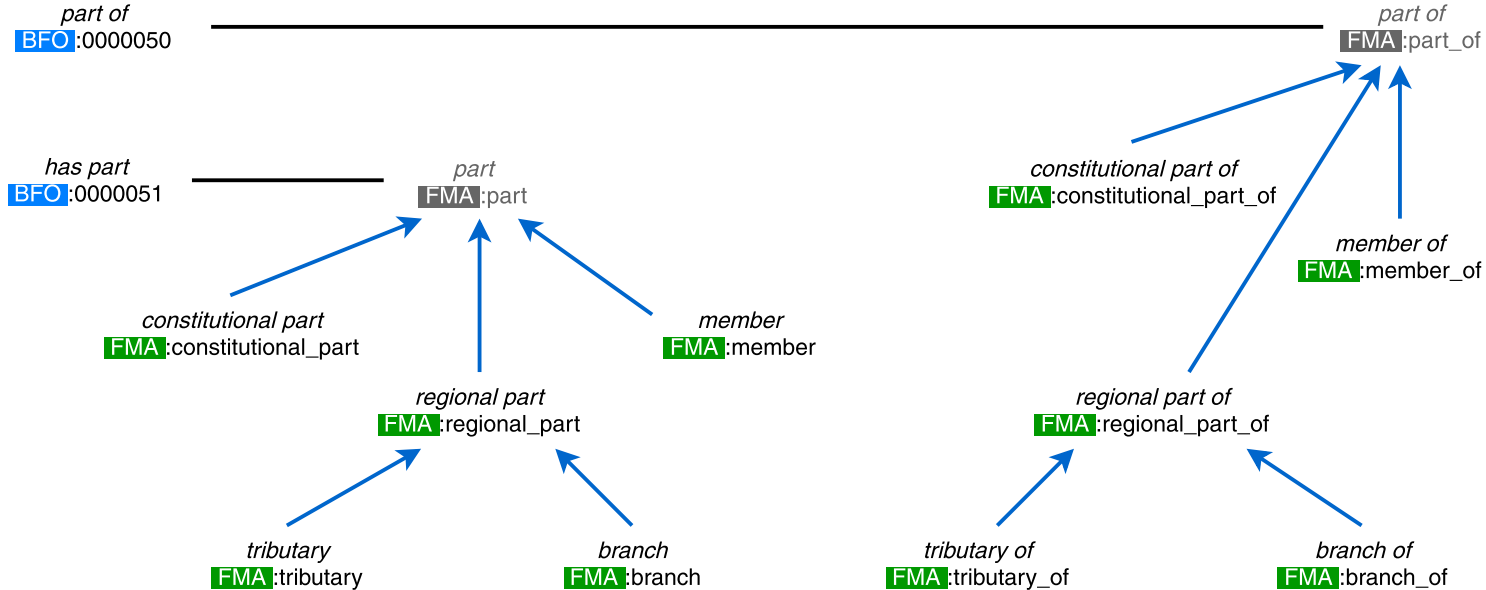 part of
BFO:0000050
part of
FMA:part_of
has part
BFO:0000051
part
FMA:part
constitutional part of
FMA:constitutional_part_of
member of
FMA:member_of
constitutional part
FMA:constitutional_part
member
FMA:member
regional part
FMA:regional_part
regional part of
FMA:regional_part_of
tributary
FMA:tributary
branch
FMA:branch
tributary of
FMA:tributary_of
branch of
FMA:branch_of